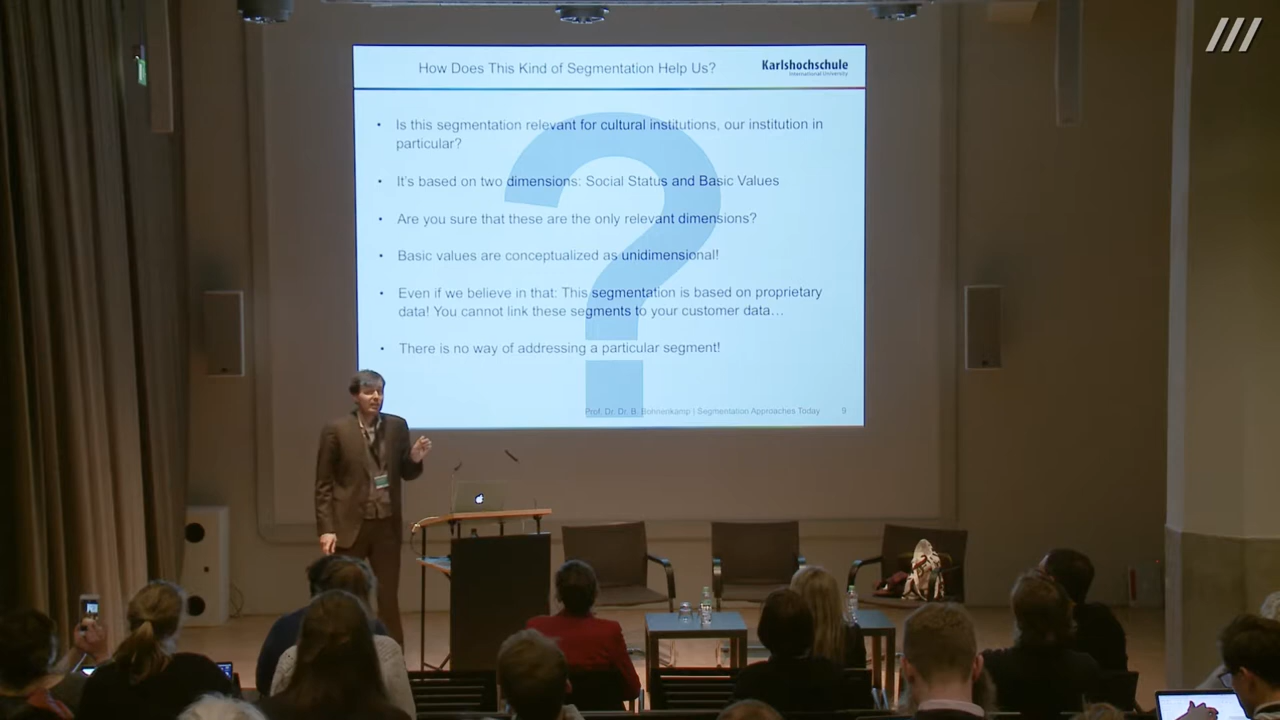 How Does This Kind of Segmentation Help Us?
Karlshochschule
International University
• Is this segmentation relevant for cultural institutions, our institution in
particular?
• It's based on two dimensions: Social Status and Basic Values
• Are you sure that these are the only relevant dimensions?
• Basic values are conceptualized as unidimensional!
• Even if we believe in that: This segmentation is based on proprietary
data! You cannot link these segments to your customer data...
• There is no way of addressing a particular segment!
Prof. Dr. Dr. B. Bonnenkamp | Segmentation Approaches Today 9